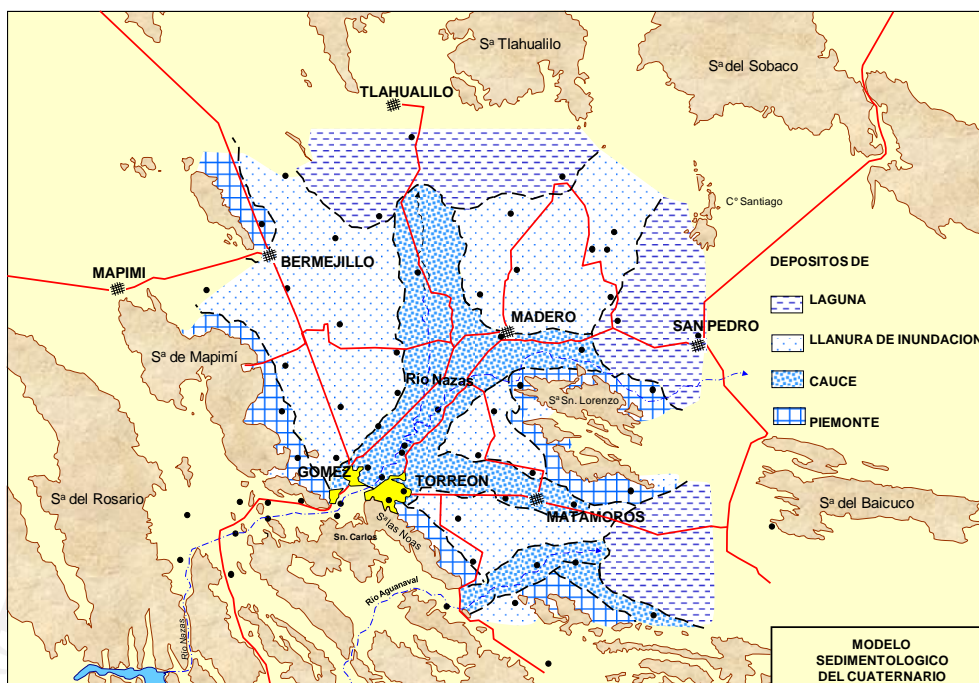 Sª Tlahualilo
Sª del Sobaco
TLAHUALILO
Cº Santiago
BERMEJILLO
MAPIMI
DEPOSITOS DE
LAGUNA
MADERO
SAN PEDRO
LLANURA DE INUNDACION
Sª de Mapimí
Rio Nazas
CAUCE
Sª Sn. Lorenzo
PIEMONTE
GOMEZ
TORREON
Sª del Rosario
MATAMOROS
Sª del Baicuco
Sn. Carlos
Sª las Noas
Rio Aguanaval
Rio Nazas
MODELO
SEDIMENTOLOGICO
DEL CUATERNARIO